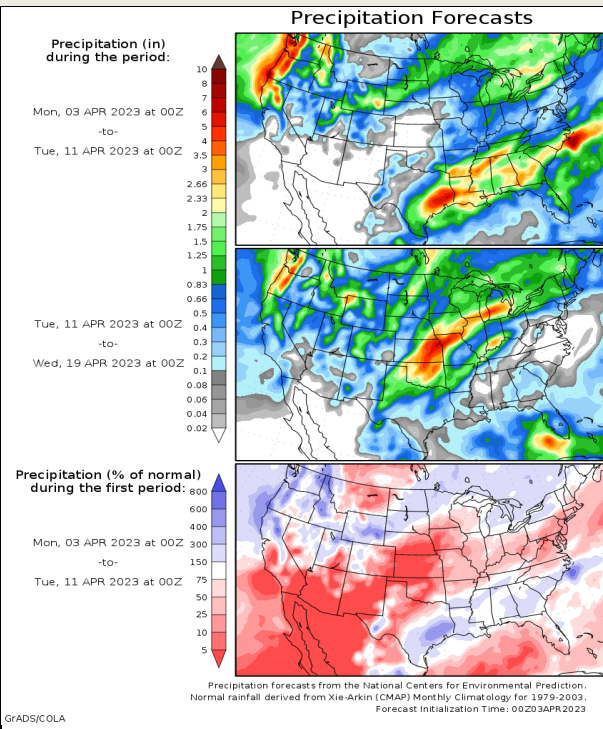 Precipitation Forecasts
Precipitation (in)
during the period:
Mon, 03 APR 2023 at 00Z
-to-
Tue, 11 APR 2023 at 00Z
10
8
7
6
5
4
3.5
3
2.66
2.33
2
1.75
1.5
1.25
1
0.83
0.66
0.5
0.4
0.3
0.2
0.1
0.08
0.06
0.04
0.02
Tue, 11 APR 2023 at 00Z
-to-
Wed, 19 APR 2023 at 00Z
Precipitation (% of normal)
during the first period:
Mon, 03 APR 2023 at 00Z
-to-
Tue, 11 APR 2023 at 00Z
800
600
400
300
150
75
50
25
10
5
Precipitation forecasts from the National Centers for Environmental Prediction.
Normal rainfall derived from Xie-Arkin (CMAP) Monthly Climatology for 1979-2003.
Forecast Initialization Time: 00Z03APR2023
GrADS/COLA